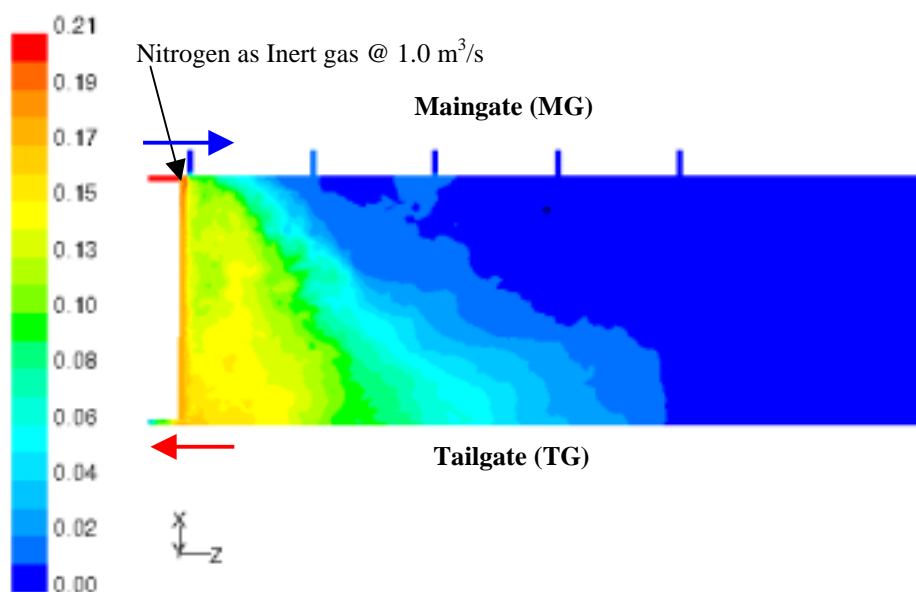 0.21
Nitrogen as Inert gas @ 1.0 m³/s
0.19
Maingate (MG)
0.17
0.15
0.13
0.10
0.08
0.06
Tailgate (TG)
0.04
X
0.02
Y
Z
0.00